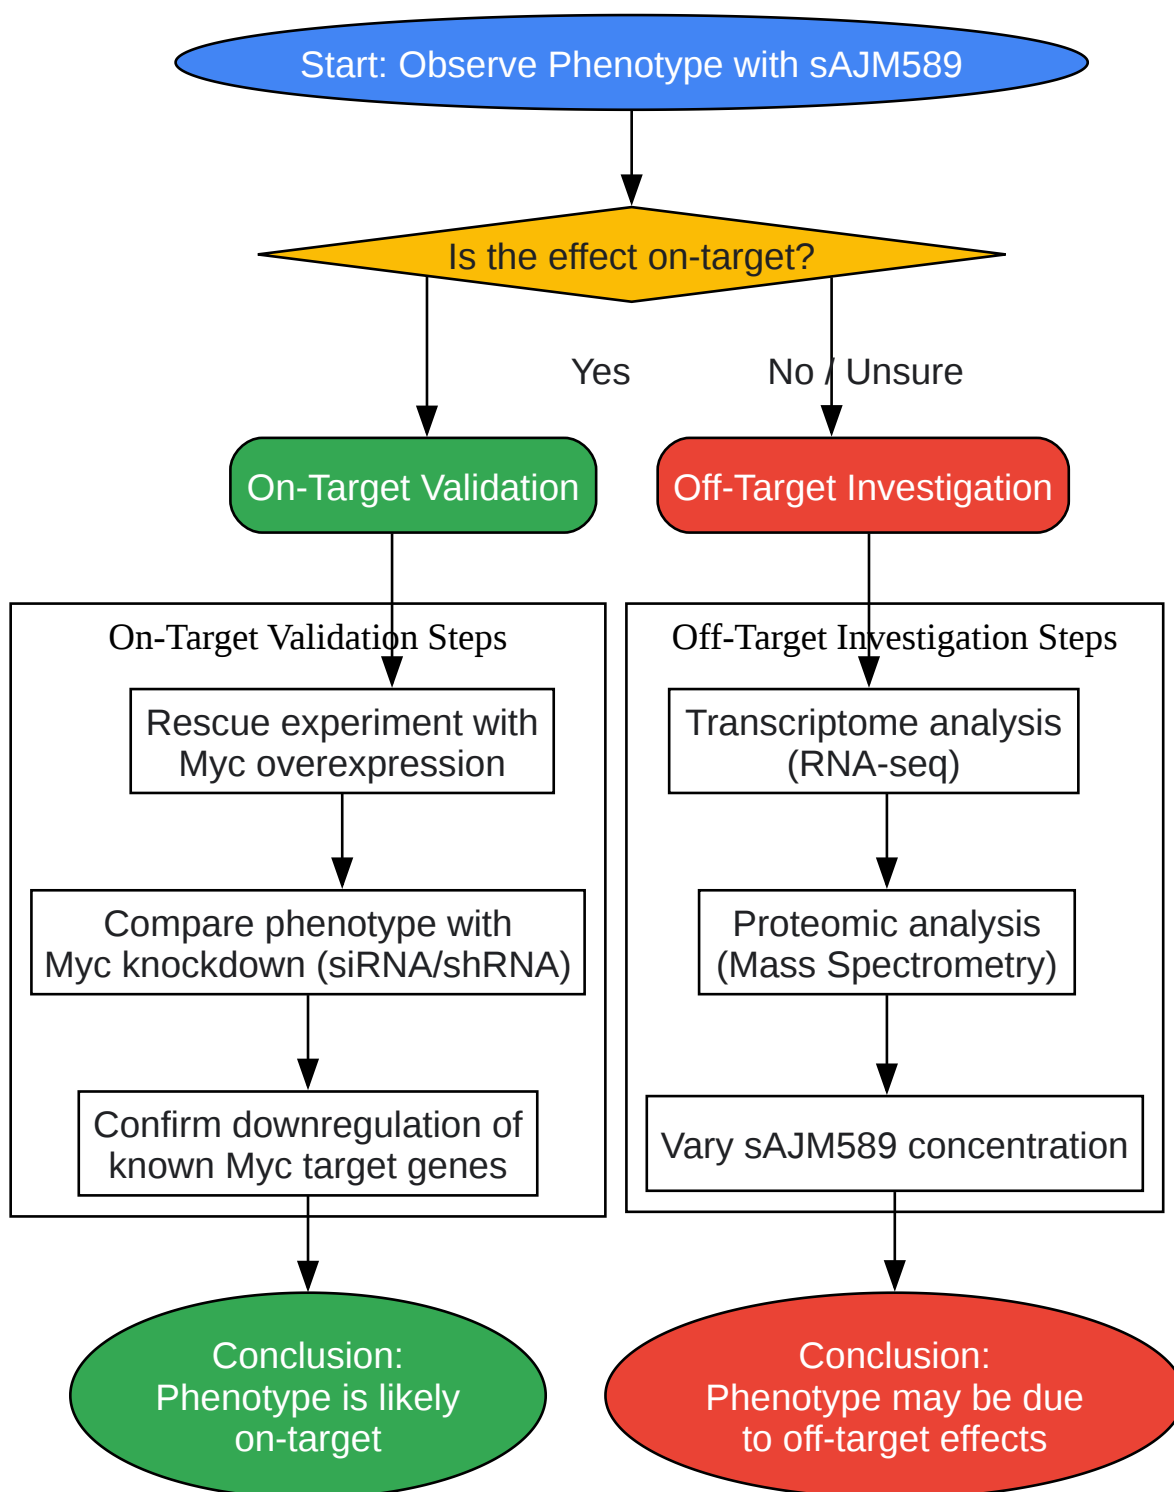 Start: Observe Phenotype with sAJM589
Is the effect on-target?
Yes
No / Unsure
On-Target Validation
Off-Target Investigation
On-Target Validation Steps
Rescue experiment with
Myc overexpression
Compare phenotype with
Myc knockdown (siRNA/shRNA)
Confirm downregulation of
known Myc target genes
Conclusion:
Phenotype is likely
on-target
Off-Target Investigation Steps
Transcriptome analysis
(RNA-seq)
Proteomic analysis
(Mass Spectrometry)
Vary sAJM589 concentration
Conclusion:
Phenotype may be due
to off-target effects